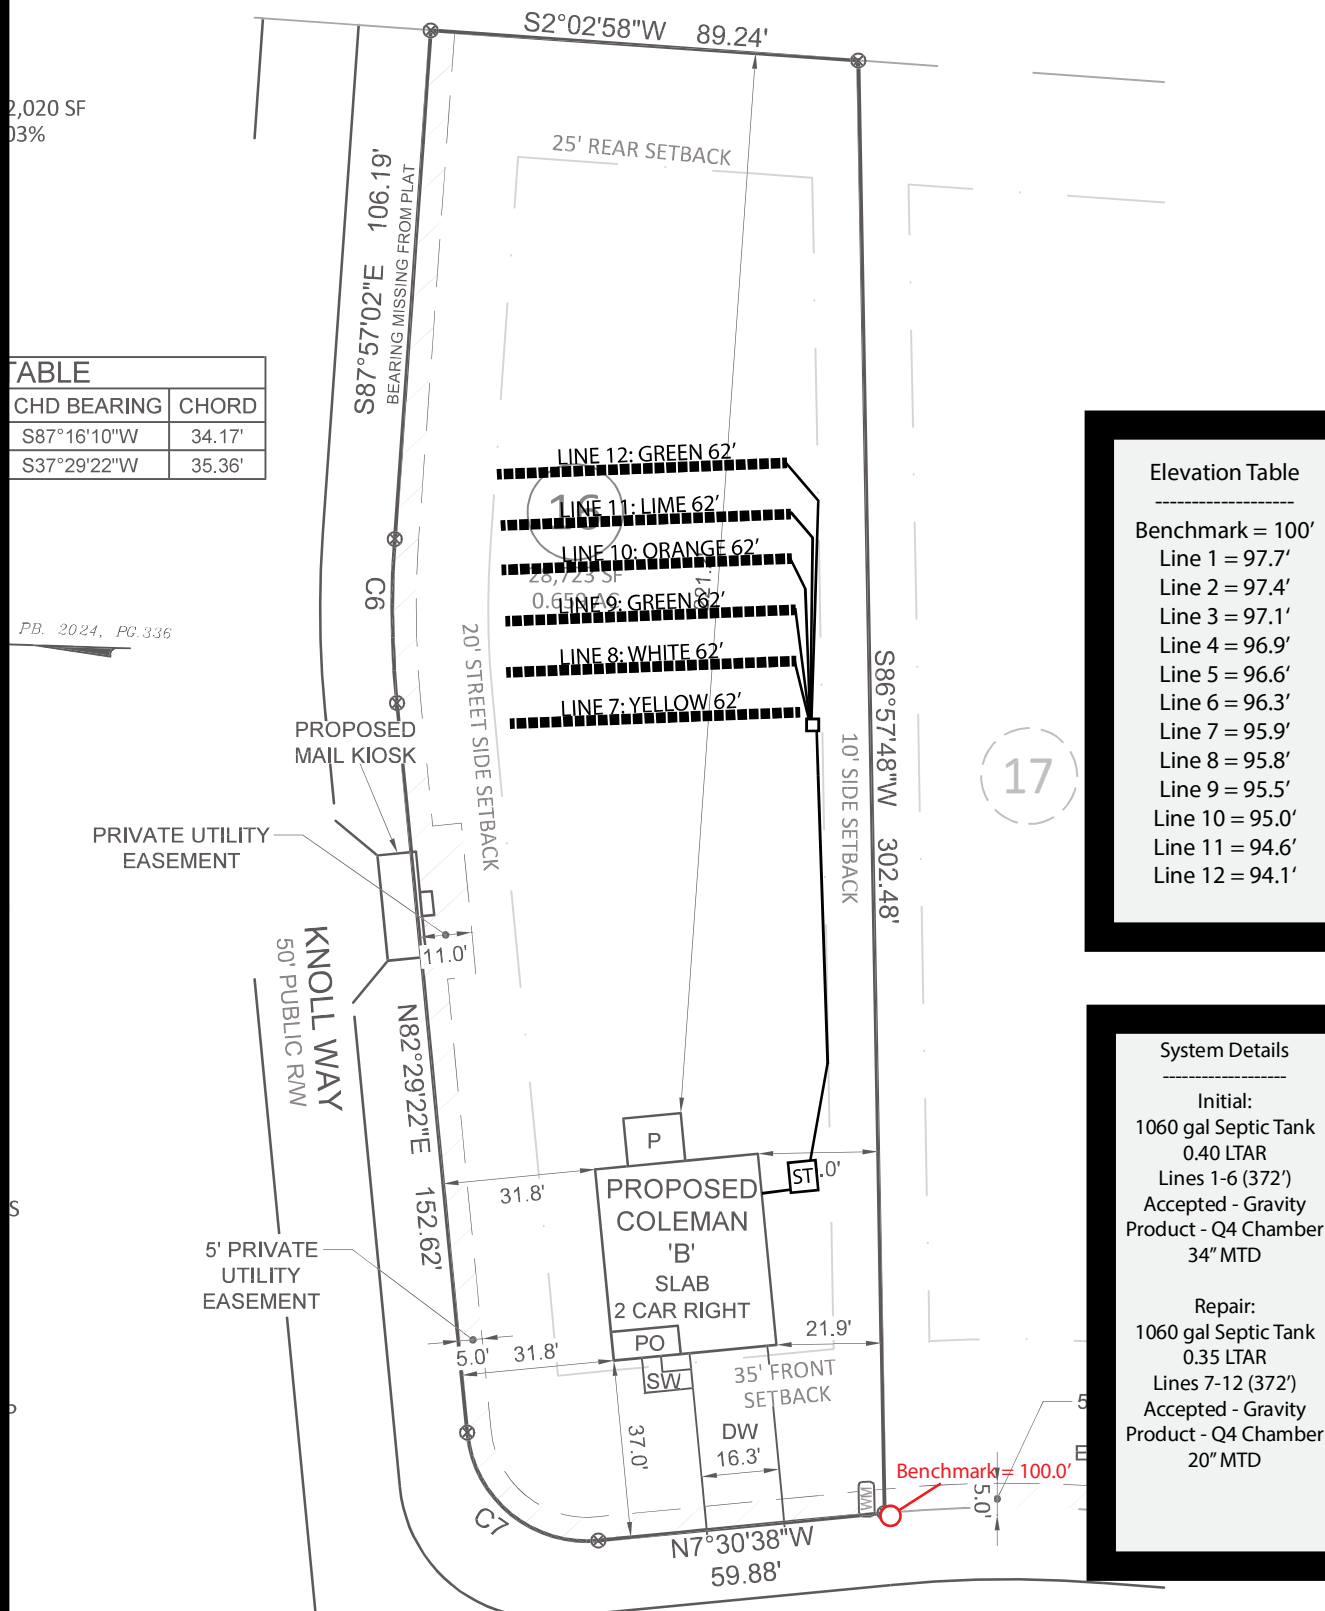 S2°02'58"W 89.24'
2,020 SF
03%
25' REAR SETBACK
S87°57'02"E 106.19'
BEARING MISSING FROM PLAT
TABLE
CHD BEARING CHORD
S87°16'10"W 34.17'
S37°29'22"W 35.36'
LINE 12: GREEN 62'
16
LINE 11: LIME 62'
LINE 10: ORANGE 62'
28,723 SF
0.659 AC
LINE 9: GREEN 62'
LINE 8: WHITE 62'
LINE 7: YELLOW 62'
C6
PB. 2024, PG.336
20' STREET SIDE SETBACK
PROPOSED
MAIL KIOSK
S86°57'48"W 302.48'
10' SIDE SETBACK
17
PRIVATE UTILITY
EASEMENT
11.0'
KNOLL WAY
50' PUBLIC R/W
N82°29'22"E 152.62'
P
ST
.0'
31.8'
PROPOSED
COLEMAN
'B'
SLAB
2 CAR RIGHT
S
5' PRIVATE
UTILITY
EASEMENT
PO
21.9'
5.0'
31.8'
SW
35' FRONT
SETBACK
37.0'
DW
16.3'
WM
Benchmark = 100.0'
5
E
5.0'
P
C7
N7°30'38"W
59.88'
Elevation Table
-------------------
Benchmark = 100'
Line 1 = 97.7'
Line 2 = 97.4'
Line 3 = 97.1'
Line 4 = 96.9'
Line 5 = 96.6'
Line 6 = 96.3'
Line 7 = 95.9'
Line 8 = 95.8'
Line 9 = 95.5'
Line 10 = 95.0'
Line 11 = 94.6'
Line 12 = 94.1'
System Details
-------------------
Initial:
1060 gal Septic Tank
0.40 LTAR
Lines 1-6 (372')
Accepted - Gravity
Product - Q4 Chamber
34" MTD
Repair:
1060 gal Septic Tank
0.35 LTAR
Lines 7-12 (372')
Accepted - Gravity
Product - Q4 Chamber
20" MTD